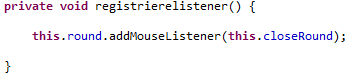 private void registrierelistener() {
this.round.addMouseListener(this.closeRound);
}